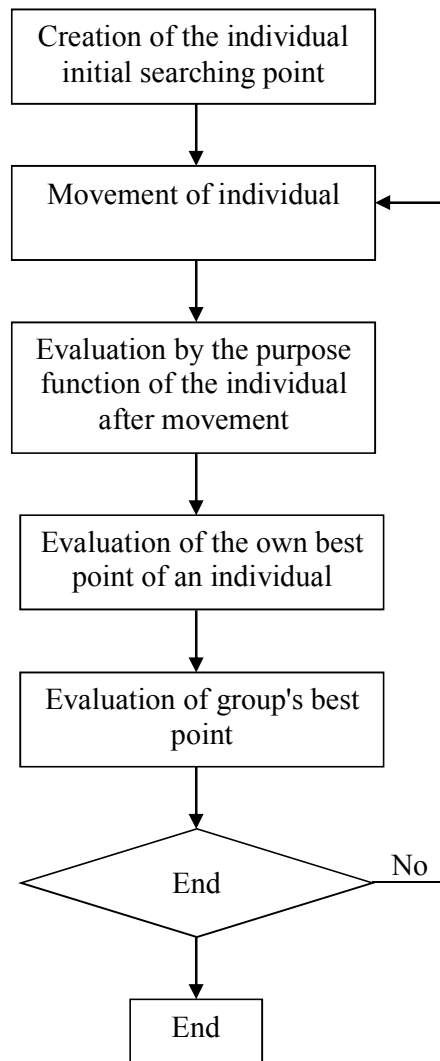 Creation of the individual
initial searching point
Movement of individual
Evaluation by the purpose
function of the individual
after movement
Evaluation of the own best
point of an individual
Evaluation of group's best
point
End
No
End